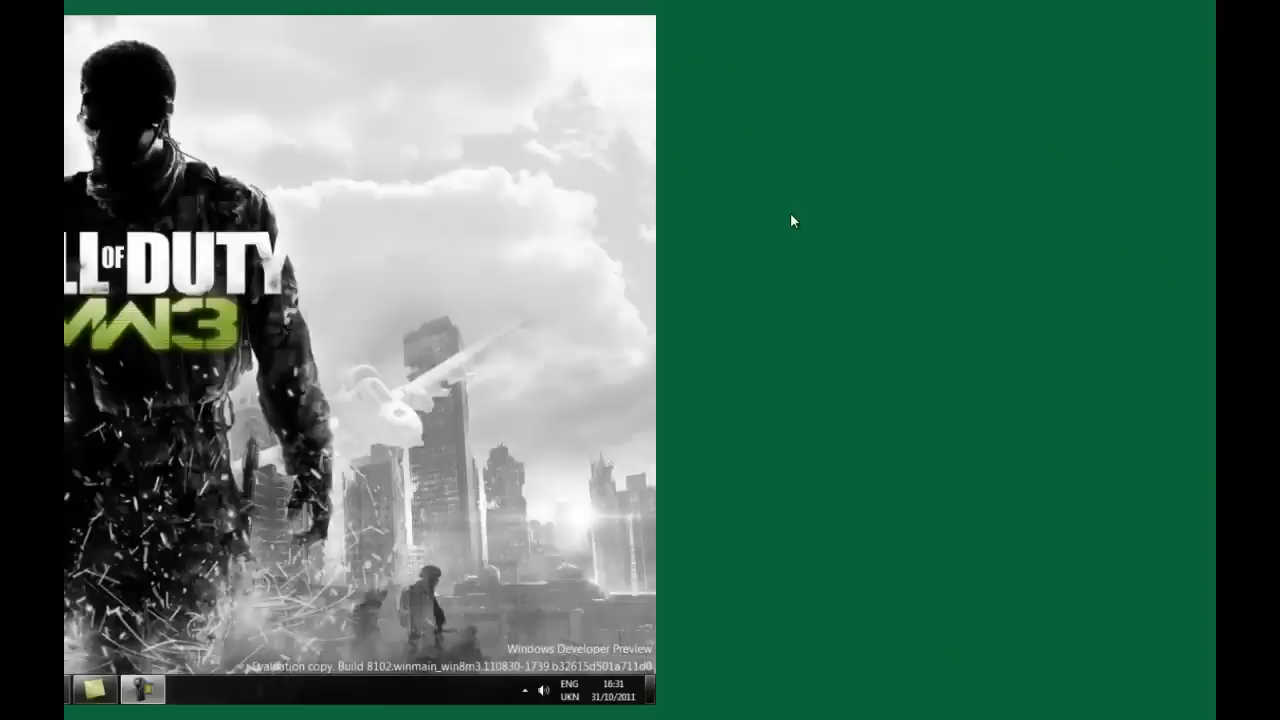 LL OF DUTY
MW3
Windows Developer Preview
Evaluation copy. Build 8102.winmain_win8m3.110830-1739.b32615d501a711d0
ENG 16:31
UKN 31/10/2011